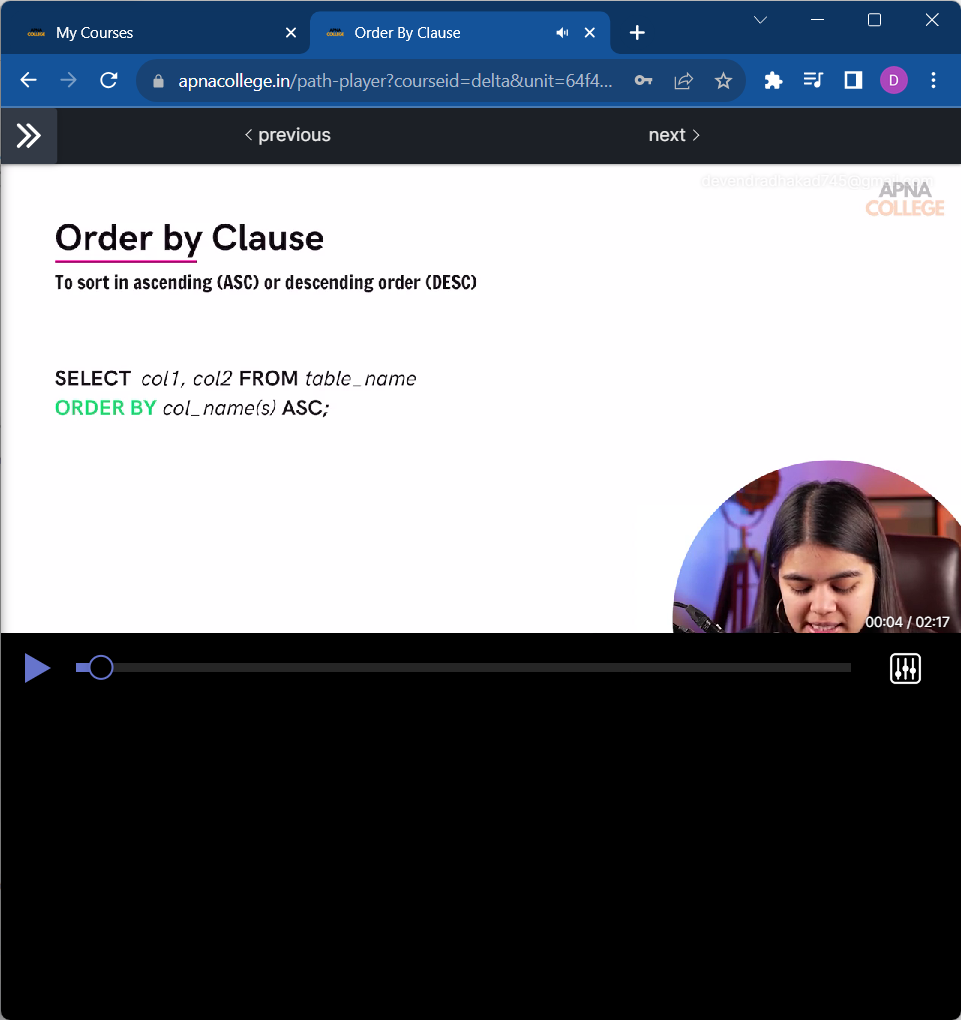 My Courses
Order By Clause
apnacollege.in/path-player?courseid=delta&unit=64f4...
D
previous
next
devendradhakad745@gmail.com
APNA
COLLEGE
Order by Clause
To sort in ascending (ASC) or descending order (DESC)
SELECT col1, col2 FROM table_name
ORDER BY col_name(s) ASC;
00:04 / 02:17